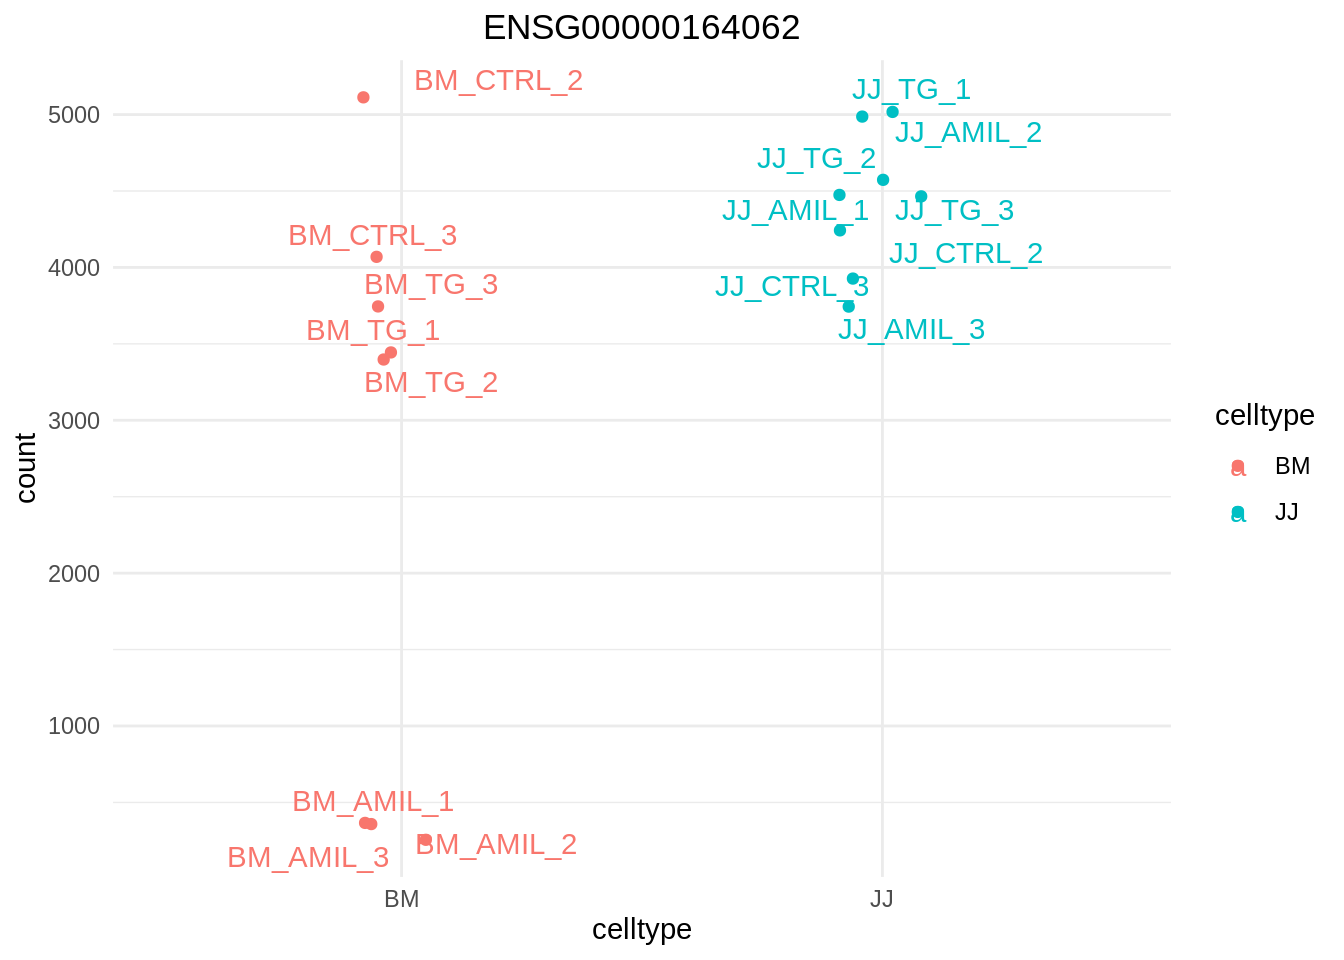 ENSG00000164062
BM_CTRL_2
JJ_TG_1
5000
JJ_AMIL_2
JJ_TG_2
JJ_AMIL_1
JJ_TG_3
BM_CTRL_3
JJ_CTRL_2
4000
BM_TG_3
JJ_CTRL_3
BM_TG_1
JJ_AMIL_3
BM_TG_2
3000
count
celltype
a BM
a JJ
2000
1000
BM_AMIL_1
BM_AMIL_2
BM_AMIL_3
BM
JJ
celltype